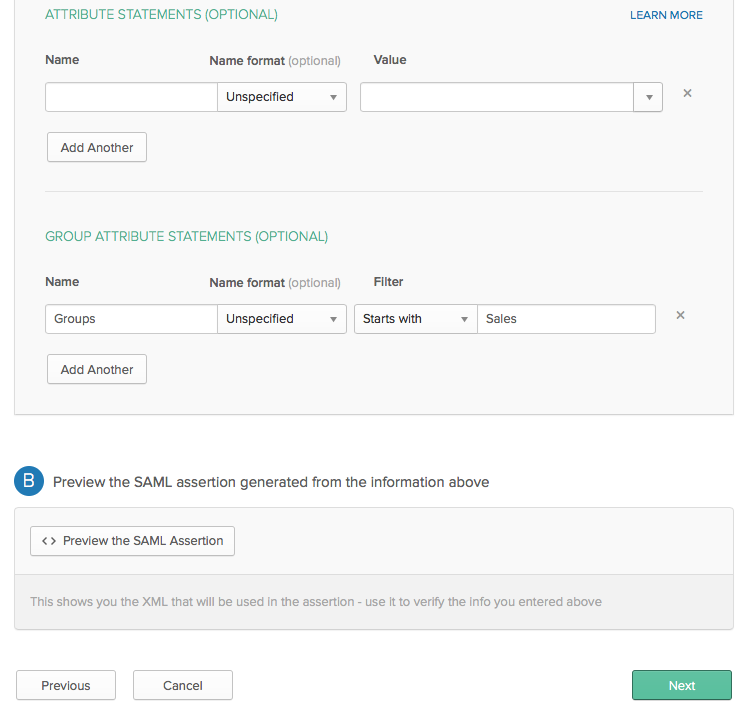 ATTRIBUTE STATEMENTS (OPTIONAL) LEARN MORE
Name Name format (optional) Value
Unspecified
Add Another
GROUP ATTRIBUTE STATEMENTS (OPTIONAL)
Name Name format (optional) Filter
Groups Unspecified Starts with Sales
Add Another
B Preview the SAML assertion generated from the information above
<> Preview the SAML Assertion
This shows you the XML that will be used in the assertion - use it to verify the info you entered above
Previous Cancel Next